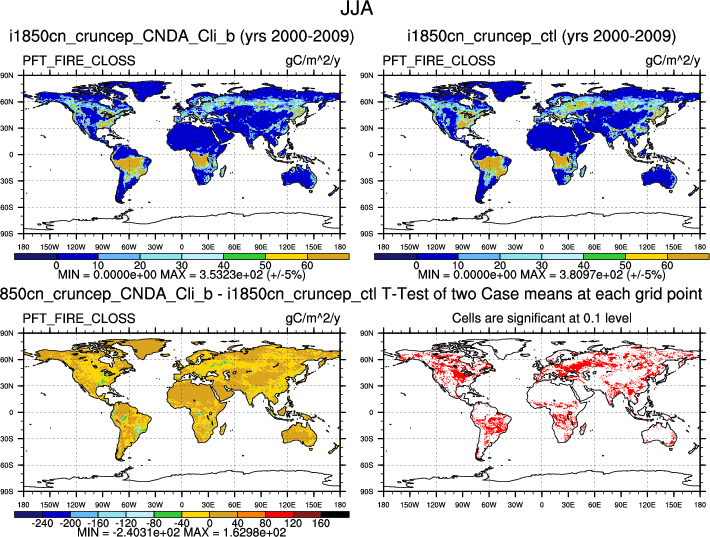 JJA
i1850cn_cruncep_CNDA_Cli_b (yrs 2000-2009)
i1850cn_cruncep_ctl (yrs 2000-2009)
PFT_FIRE_CLOSS gC/m^2/y
PFT_FIRE_CLOSS gC/m^2/y
90N
60N
30N
0
30S
60S
90S
180 150W 120W 90W 60W 30W 0 30E 60E 90E 120E 150E 180
0 10 20 30 40 50 60
MIN = 0.0000e+00 MAX = 3.5323e+02 (+/-5%)
90N
60N
30N
0
30S
60S
90S
180 150W 120W 90W 60W 30W 0 30E 60E 90E 120E 150E 180
0 10 20 30 40 50 60
MIN = 0.0000e+00 MAX = 3.8097e+02 (+/-5%)
850cn_cruncep_CNDA_Cli_b - i1850cn_cruncep_ctl
T-Test of two Case means at each grid point
PFT_FIRE_CLOSS gC/m^2/y
Cells are significant at 0.1 level
90N
60N
30N
0
30S
60S
90S
180 150W 120W 90W 60W 30W 0 30E 60E 90E 120E 150E 180
-240 -200 -160 -120 -80 -40 0 40 80 120 160
MIN = -2.4031e+02 MAX = 1.6298e+02
90N
60N
30N
0
30S
60S
90S
180 150W 120W 90W 60W 30W 0 30E 60E 90E 120E 150E 180